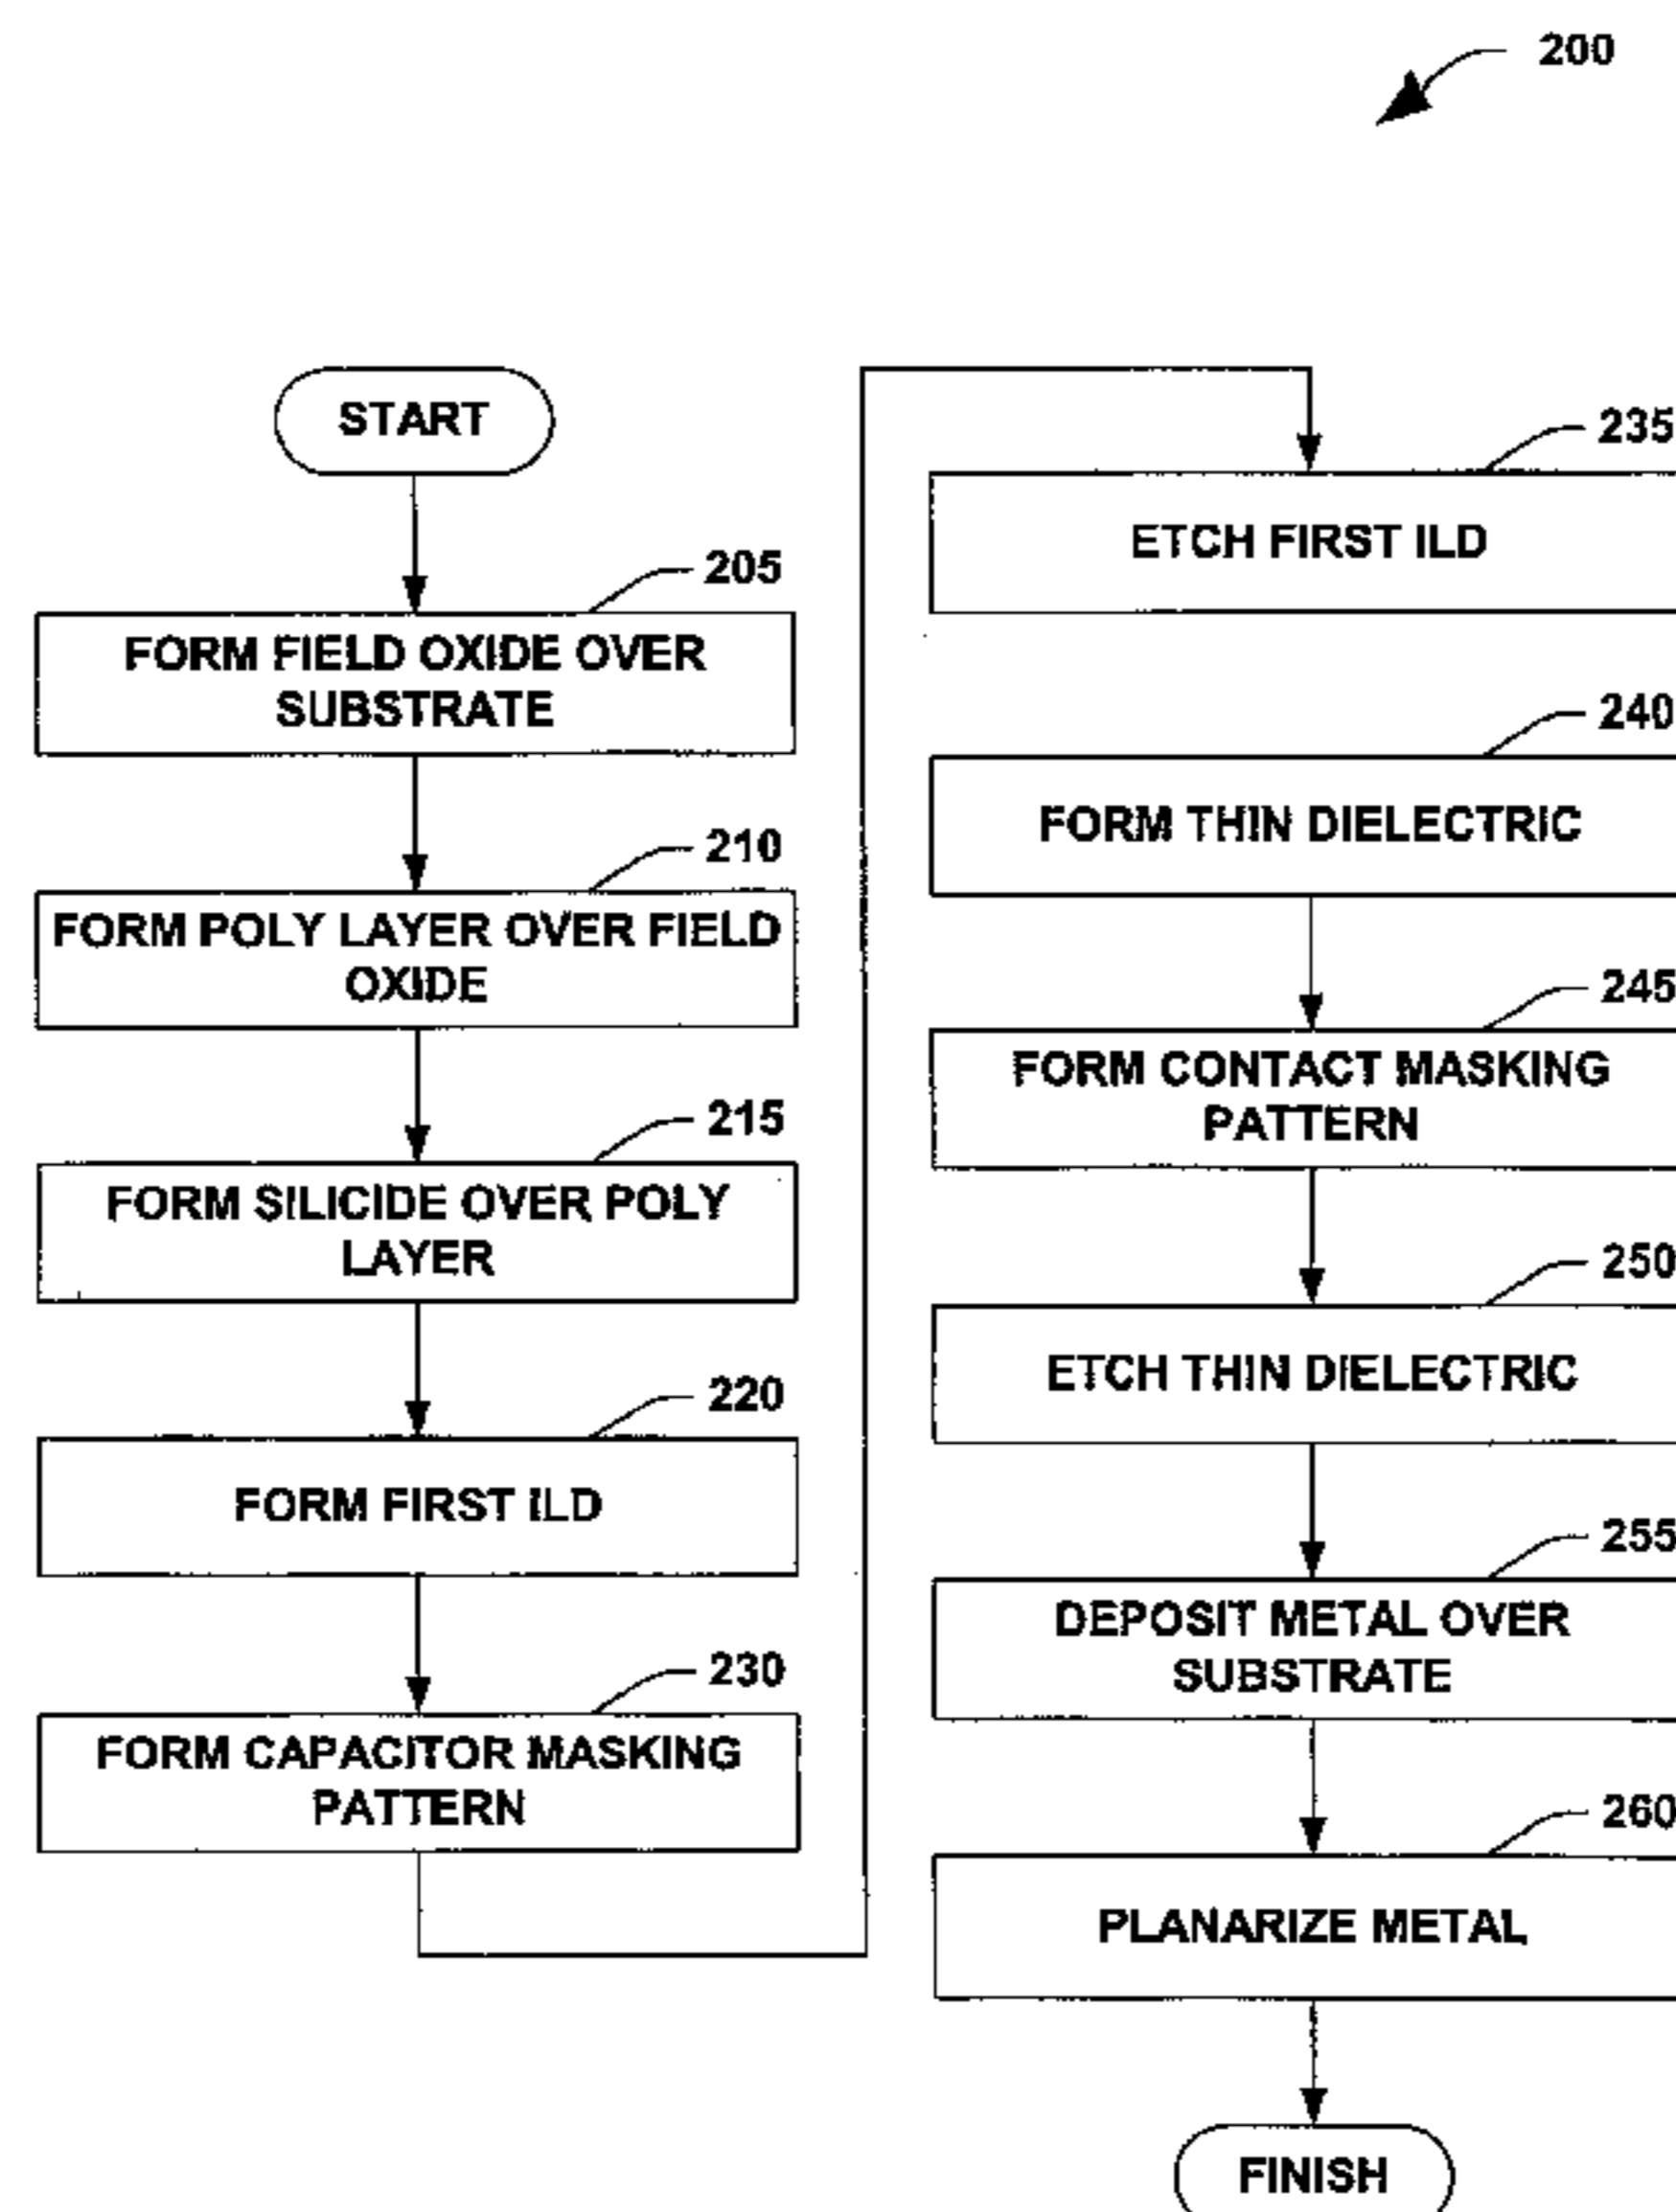 200
START
205
FORM FIELD OXIDE OVER
SUBSTRATE
210
FORM POLY LAYER OVER FIELD
OXIDE
215
FORM SILICIDE OVER POLY
LAYER
220
FORM FIRST ILD
230
FORM CAPACITOR MASKING
PATTERN
235
ETCH FIRST ILD
240
FORM THIN DIELECTRIC
245
FORM CONTACT MASKING
PATTERN
250
ETCH THIN DIELECTRIC
255
DEPOSIT METAL OVER
SUBSTRATE
260
PLANARIZE METAL
FINISH